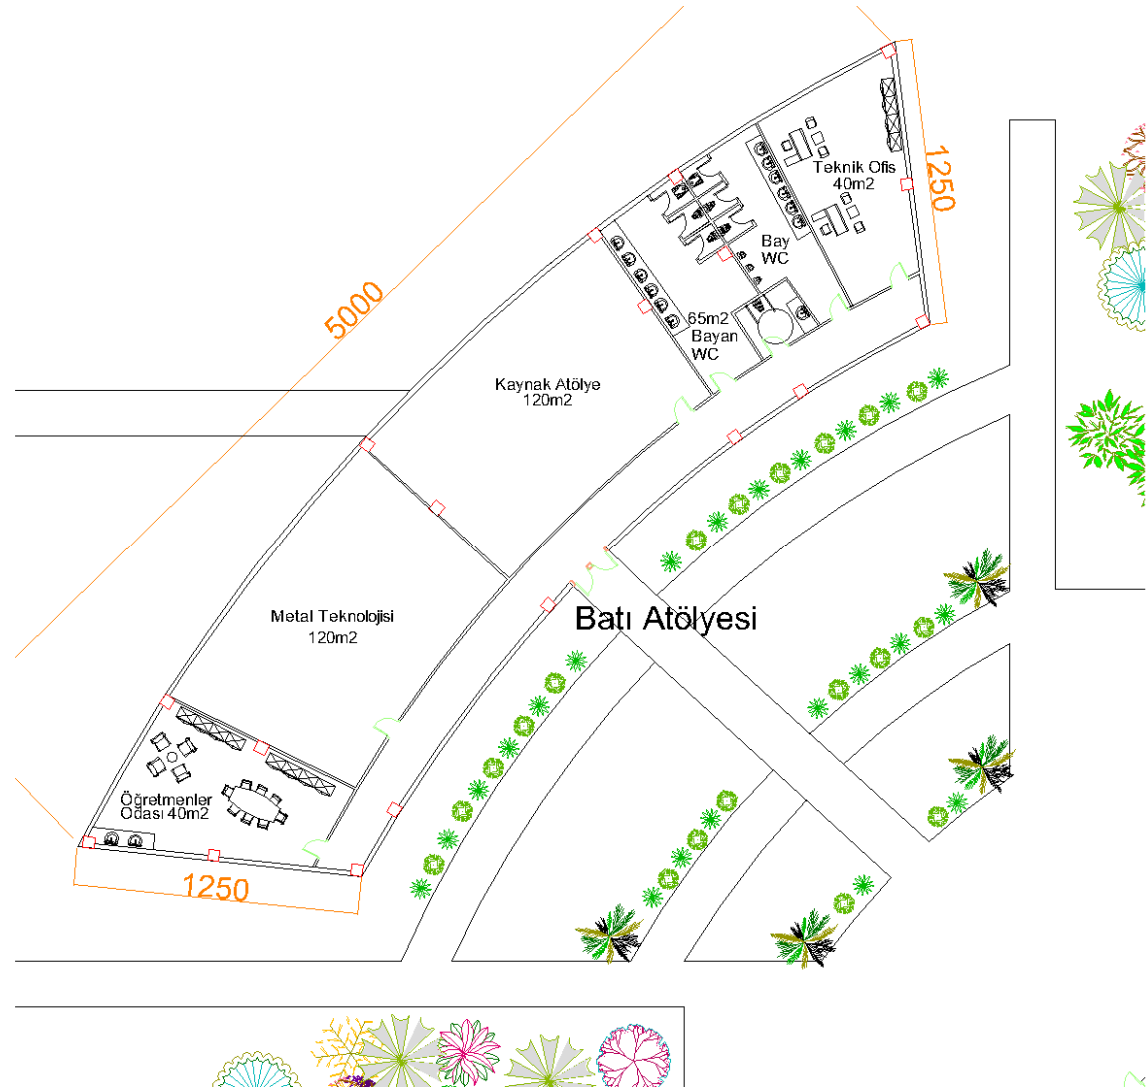 Teknik Ofis
40m2
1250
Bay
WC
5000
65m2
Bayan
WC
Kaynak Atölye
120m2
Metal Teknolojisi
120m2
Batı Atölyesi
Öğretmenler
Odası 40m2
1250